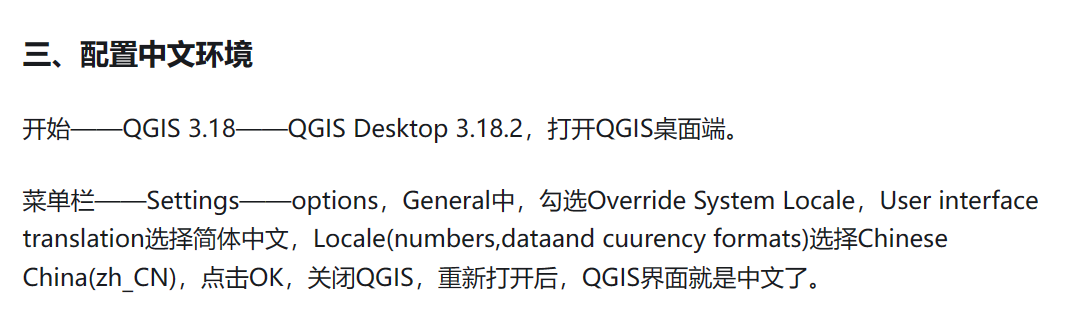 三、配置中文环境
开始——QGIS 3.18——QGIS Desktop 3.18.2，打开QGIS桌面端。
菜单栏——Settings——options，General中，勾选Override System Locale，User interface
translation选择简体中文，Locale(numbers,dataand cuurency formats)选择Chinese
China(zh_CN)，点击OK，关闭QGIS，重新打开后，QGIS界面就是中文了。